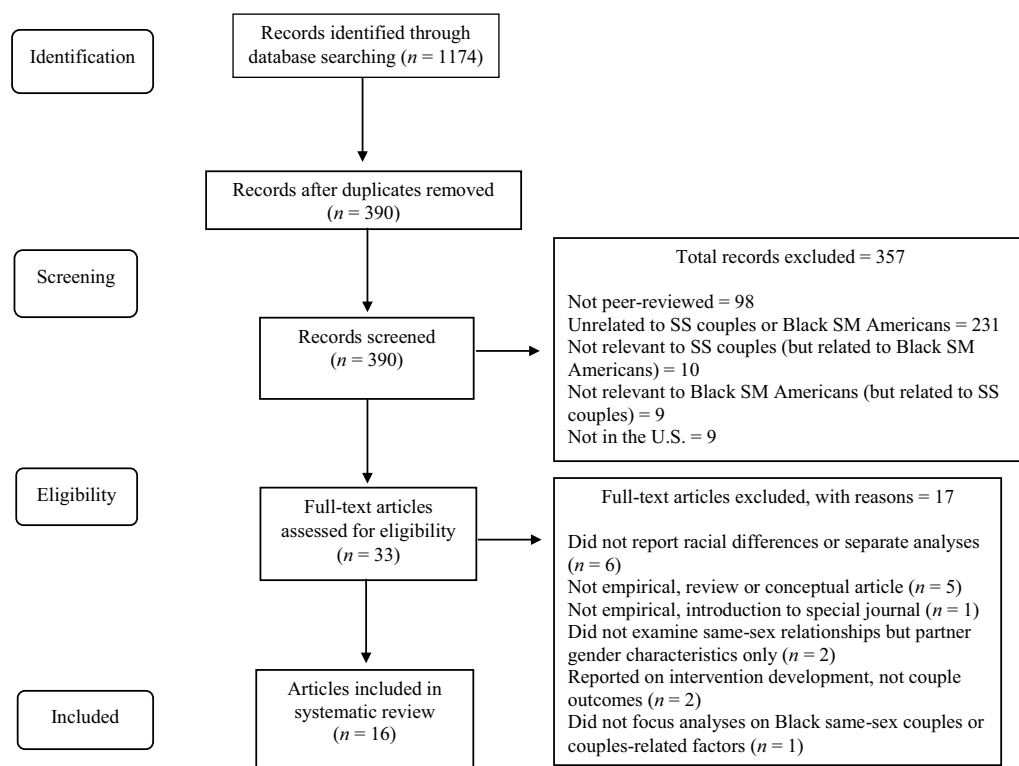 Identification
Records identified through
database searching (n = 1174)
Records after duplicates removed
(n = 390)
Screening
Records screened
(n = 390)
Total records excluded = 357
Not peer-reviewed = 98
Unrelated to SS couples or Black SM Americans = 231
Not relevant to SS couples (but related to Black SM
Americans) = 10
Not relevant to Black SM Americans (but related to SS
couples) = 9
Not in the U.S. = 9
Eligibility
Full-text articles
assessed for eligibility
(n = 33)
Full-text articles excluded, with reasons = 17
Did not report racial differences or separate analyses
(n = 6)
Not empirical, review or conceptual article (n = 5)
Not empirical, introduction to special journal (n = 1)
Did not examine same-sex relationships but partner
gender characteristics only (n = 2)
Reported on intervention development, not couple
outcomes (n = 2)
Did not focus analyses on Black same-sex couples or
couples-related factors (n = 1)
Included
Articles included in
systematic review
(n = 16)